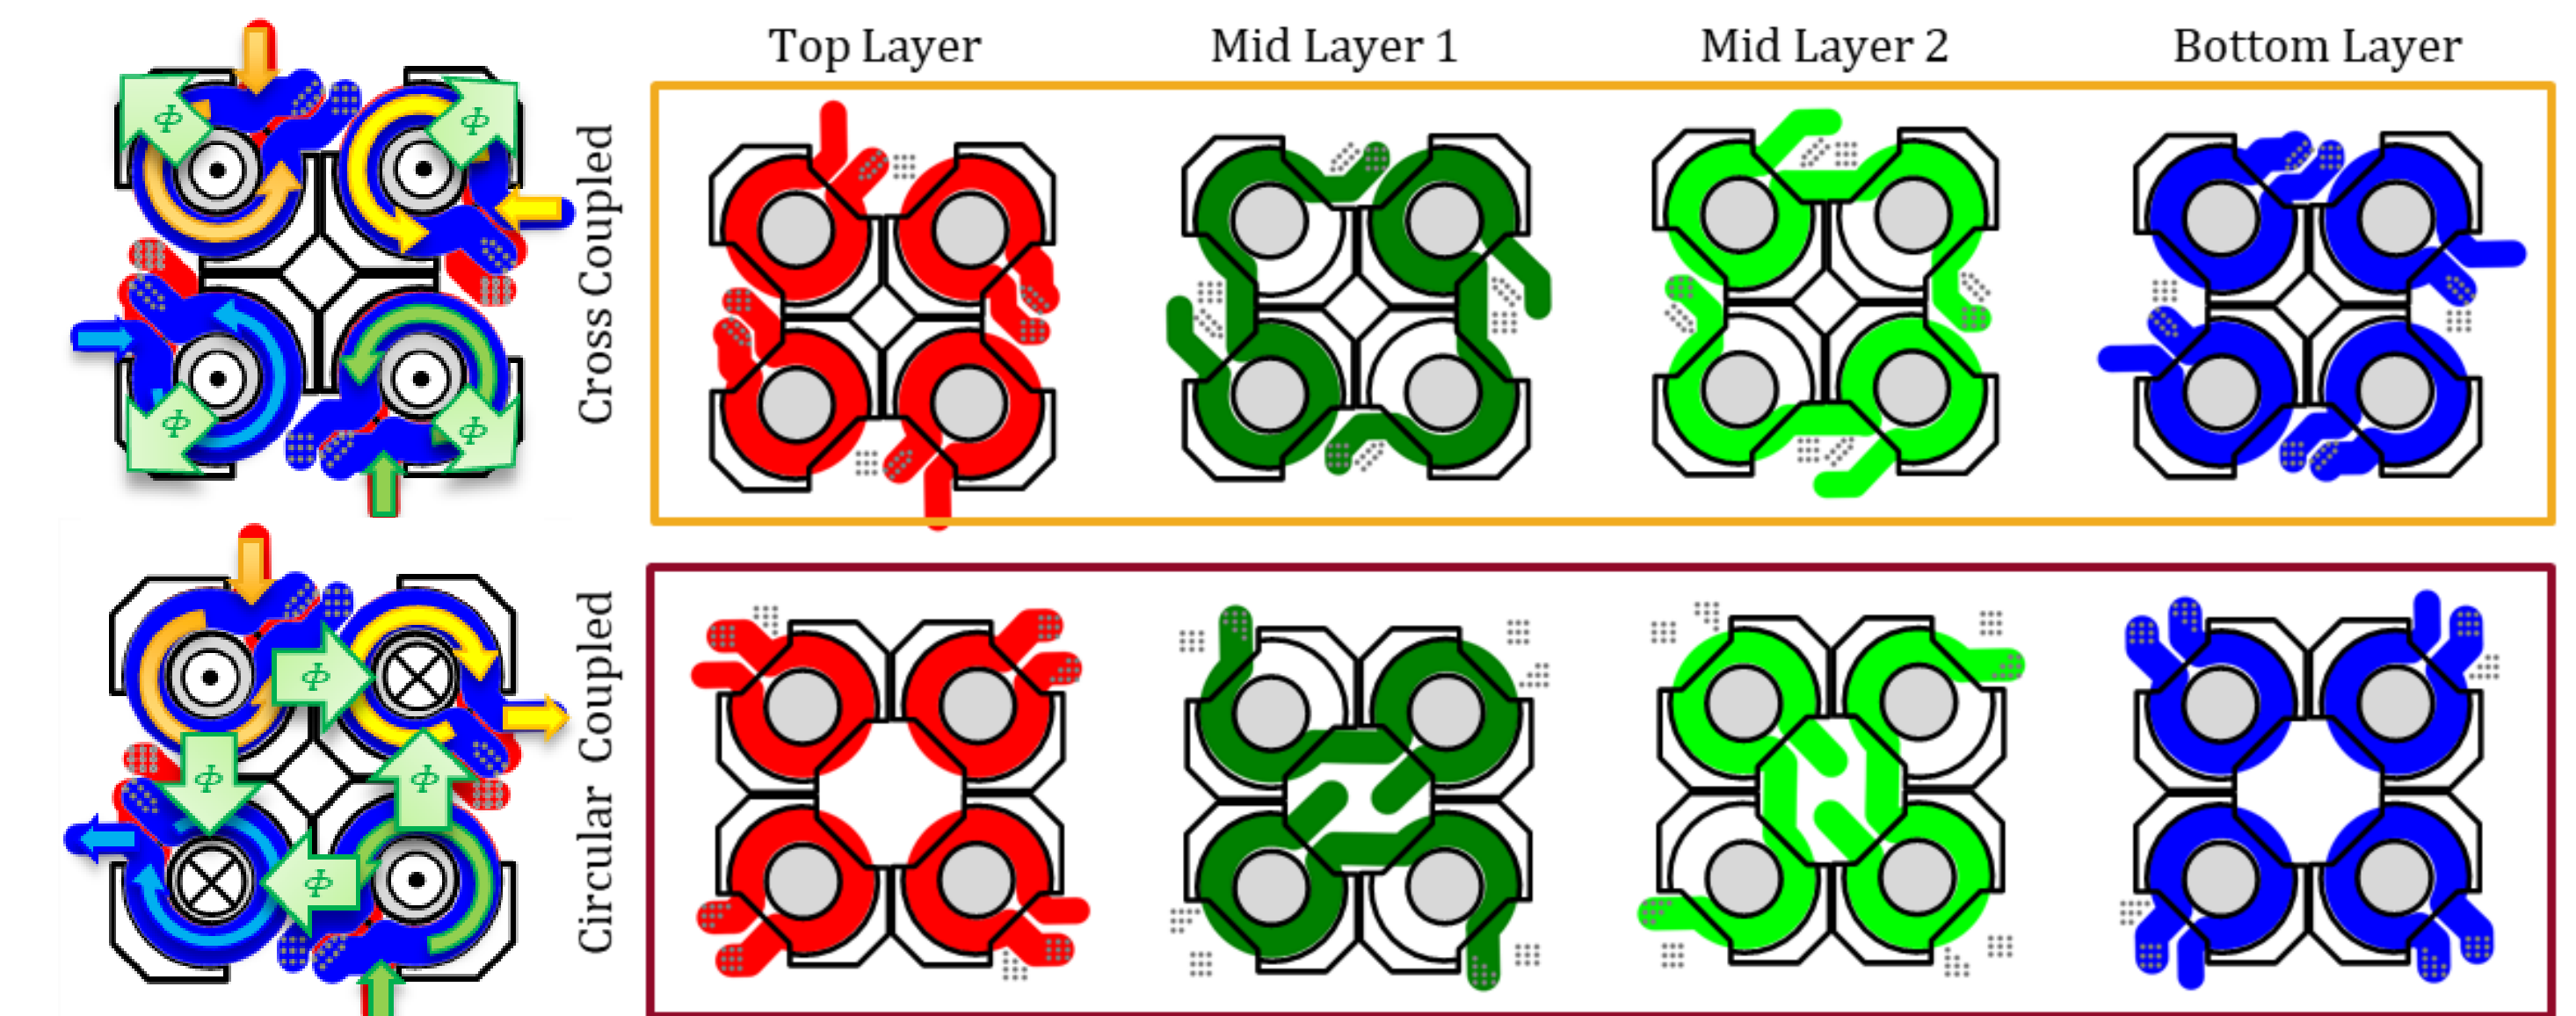 Top Layer
Mid Layer 1
Mid Layer 2
Bottom Layer
Φ
Φ
Φ
Φ
Cross Coupled
Φ
Φ
Φ
Φ
Circular Coupled